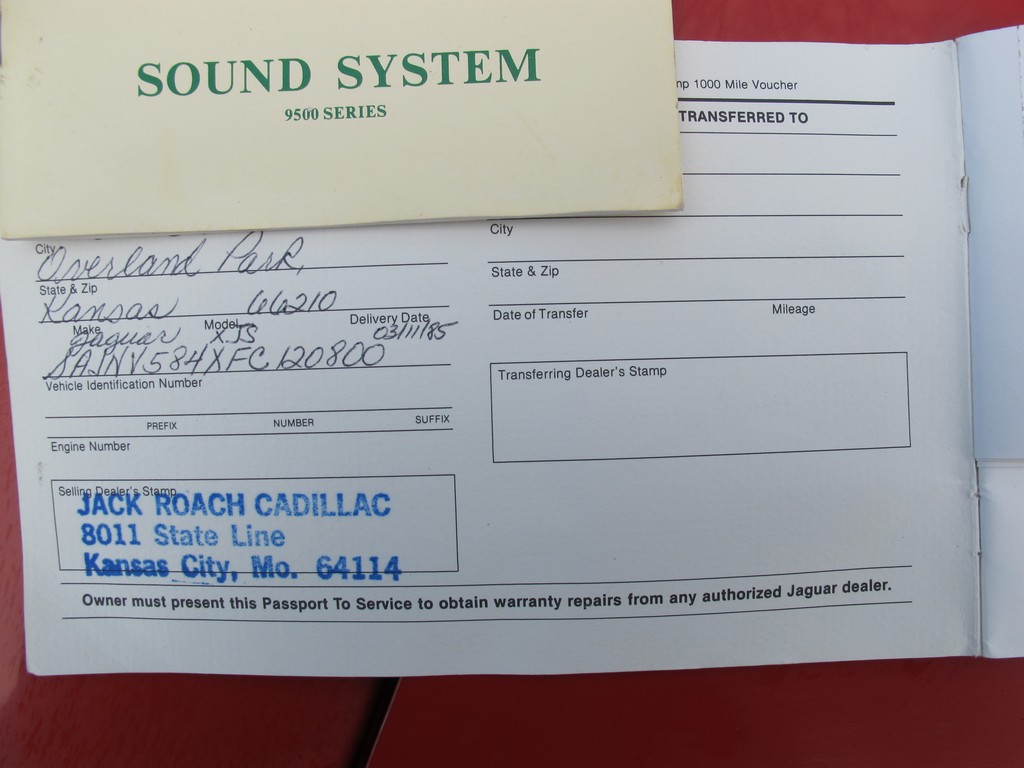 SOUND SYSTEM
9500 SERIES
1000 Mile Voucher
TRANSFERRED TO
City
Overland Park,
State & Zip
Kansas 66210
Make Model Delivery Date
Jaguar XJS 03/11/85
SAJNV584XFC120800
Vehicle Identification Number
PREFIX NUMBER SUFFIX
Engine Number
Selling Dealer's Stamp
JACK ROACH CADILLAC
8011 State Line
Kansas City, Mo. 64114
City
State & Zip
Date of Transfer Mileage
Transferring Dealer's Stamp
Owner must present this Passport To Service to obtain warranty repairs from any authorized Jaguar dealer.